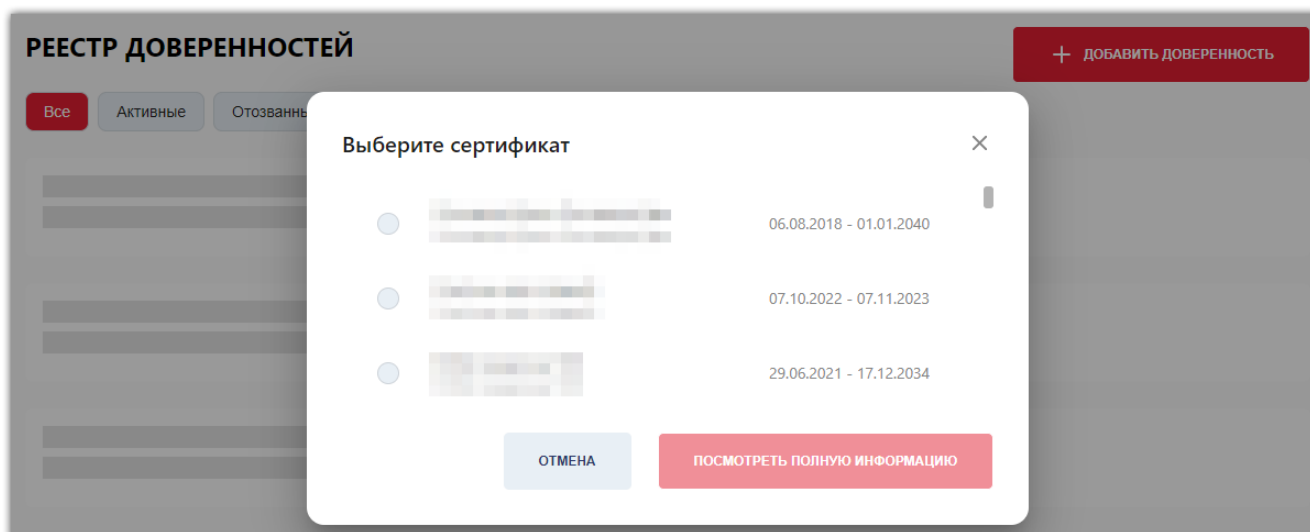 РЕЕСТР ДОВЕРЕННОСТЕЙ
+ ДОБАВИТЬ ДОВЕРЕННОСТЬ
Все Активные
Выберите сертификат
06.08.2018 - 01.01.2040
07.10.2022 - 07.11.2023
29.06.2021 - 17.12.2034
ОТМЕНА ПОСМОТРЕТЬ ПОЛНУЮ ИНФОРМАЦИЮ